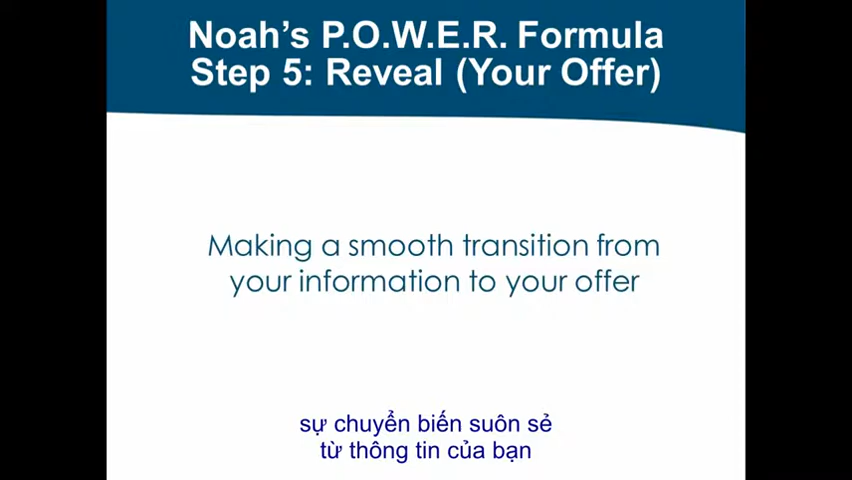 Noah's P.O.W.E.R. Formula
Step 5: Reveal (Your Offer)
Making a smooth transition from
your information to your offer
sự chuyển biến suôn sẻ
từ thông tin của bạn